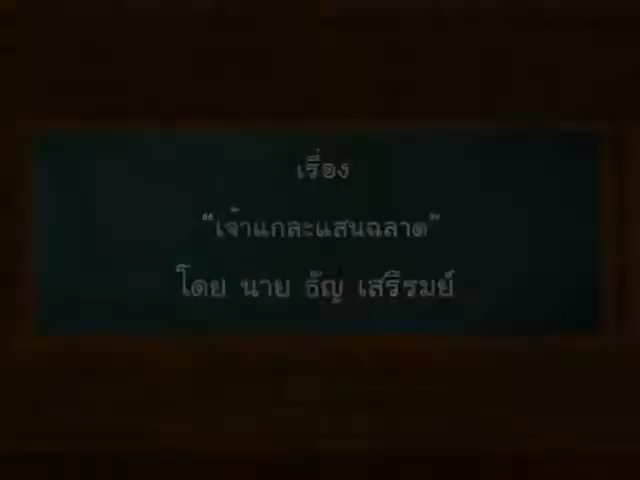 เรื่อง
“เจ้าแกละแสนฉลาด”
โดย นาย ธัญ เสรีรมย์